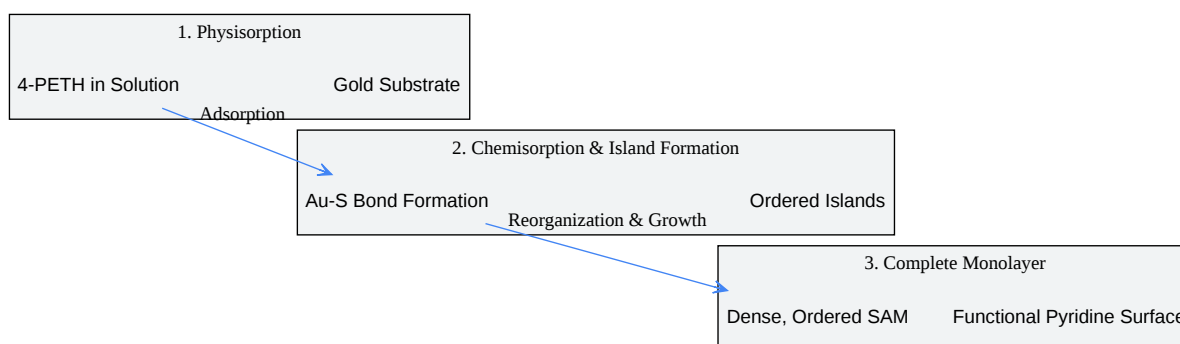 1. Physisorption
4-PETH in Solution
Gold Substrate
Adsorption
2. Chemisorption & Island Formation
Au-S Bond Formation
Ordered Islands
Reorganization & Growth
3. Complete Monolayer
Dense, Ordered SAM
Functional Pyridine Surface